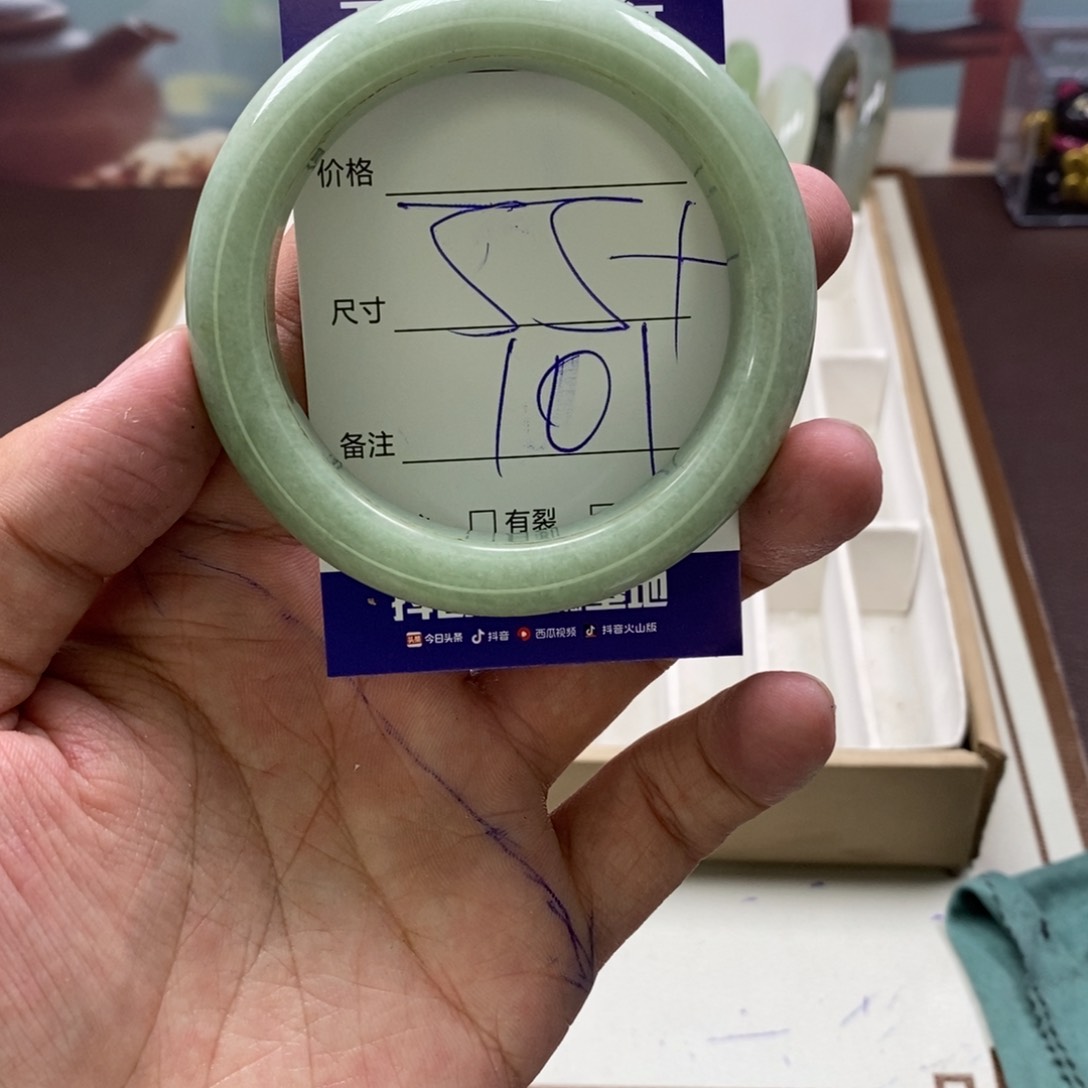 价格
55+
尺寸
101
备注
有裂
今日头条 抖音 西瓜视频 抖音火山版